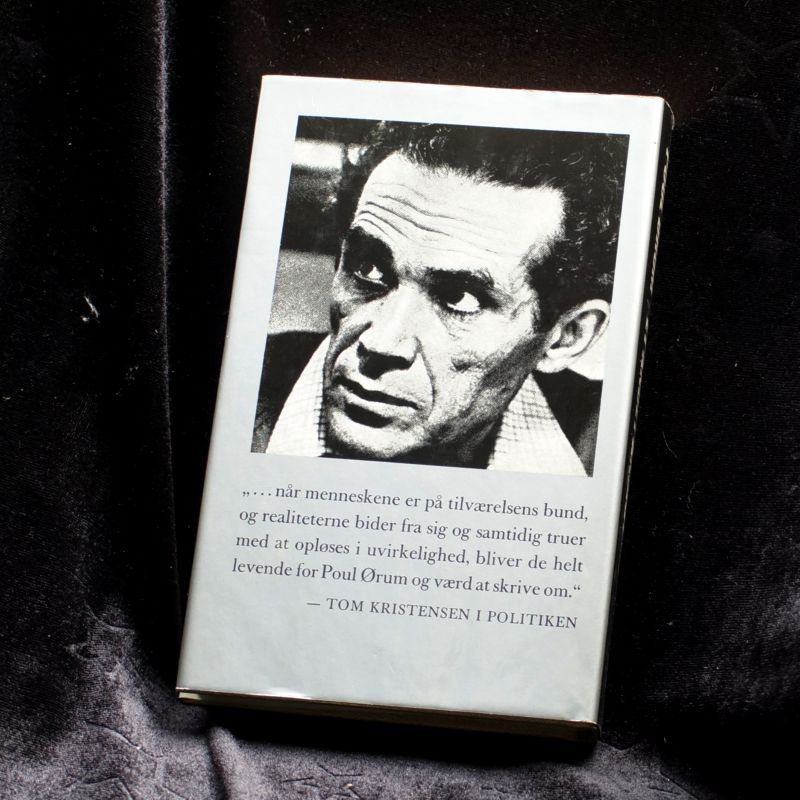 „...når menneskene er på tilværelsens bund,
og realiteterne bider fra sig og samtidig truer
med at opløses i uvirkelighed, bliver de helt
levende for Poul Ørum og værd at skrive om.“
— TOM KRISTENSEN I POLITIKEN